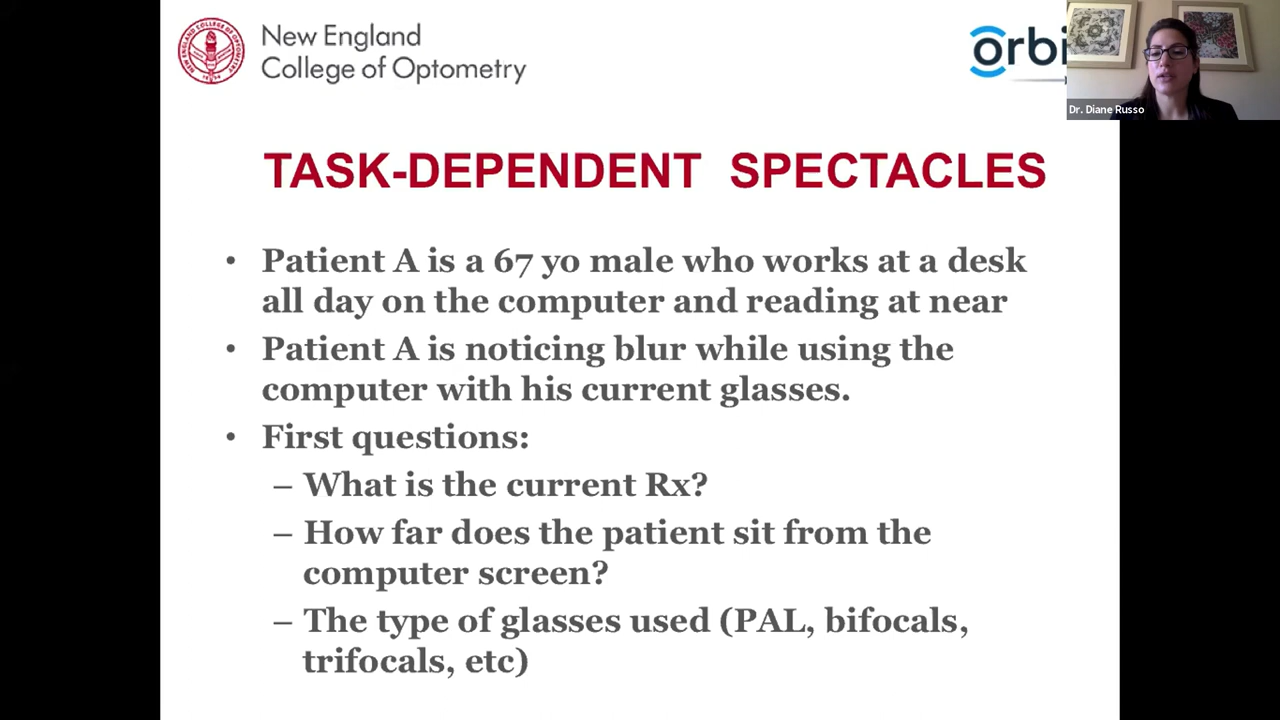 New England
College of Optometry
Dr. Diane Russo
TASK-DEPENDENT SPECTACLES
• Patient A is a 67 yo male who works at a desk
all day on the computer and reading at near
• Patient A is noticing blur while using the
computer with his current glasses.
• First questions:
– What is the current Rx?
– How far does the patient sit from the
computer screen?
– The type of glasses used (PAL, bifocals,
trifocals, etc)